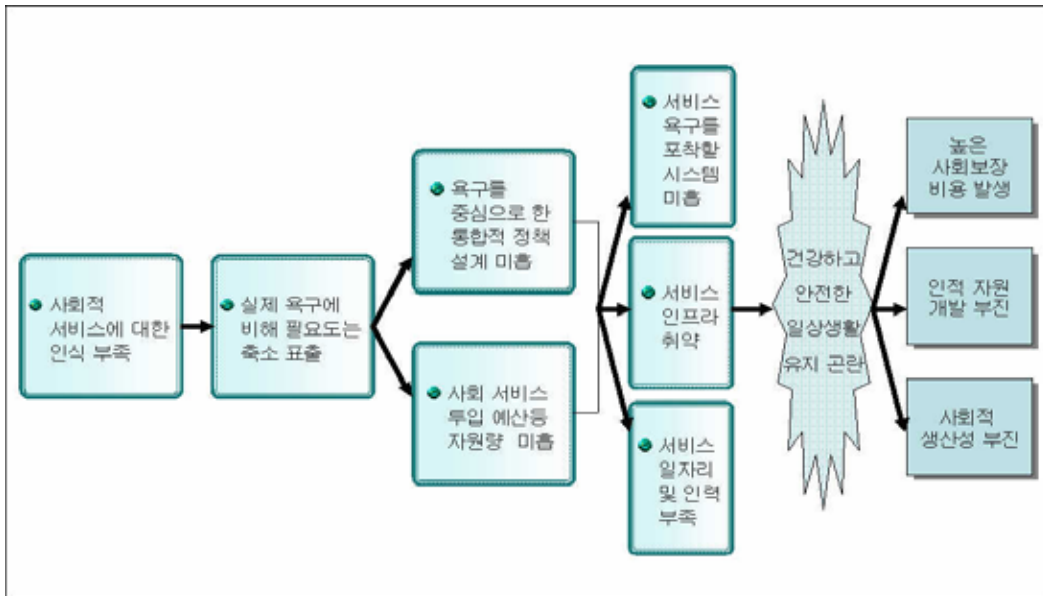 사회적
서비스에 대한
인식 부족
실제 욕구에
비해 필요도는
축소 표출
욕구를
중심으로 한
통합적 정책
설계 미흡
사회 서비스
투입 예산등
자원량 미흡
서비스
욕구를
포착할
시스템
미흡
서비스
인프라
취약
서비스
일자리
및 인력
부족
건강하고
안전한
일상생활
유지 곤란
높은
사회보장
비용 발생
인적 자원
개발 부진
사회적
생산성 부진